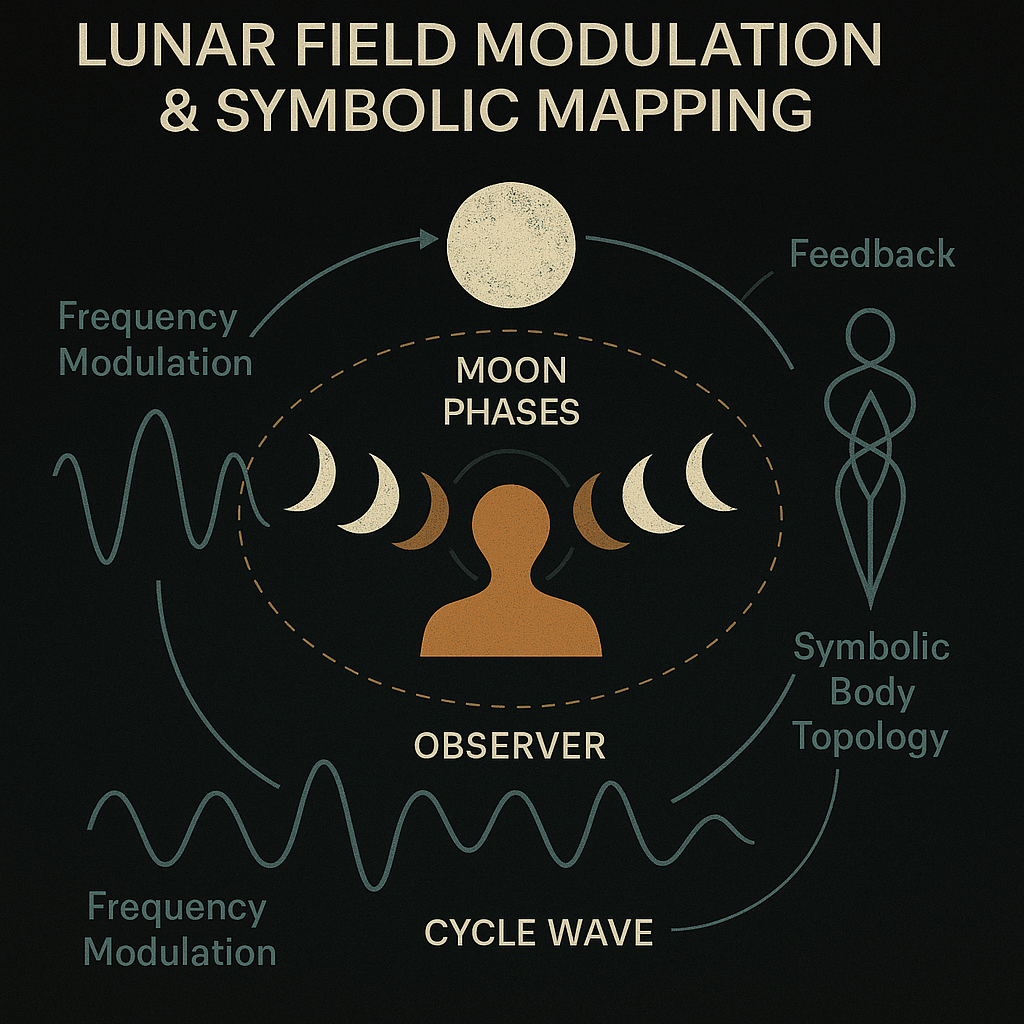 LUNAR FIELD MODULATION
& SYMBOLIC MAPPING
Feedback
Frequency
Modulation
MOON
PHASES
Symbolic
Body
Topology
OBSERVER
Frequency
Modulation
CYCLE WAVE